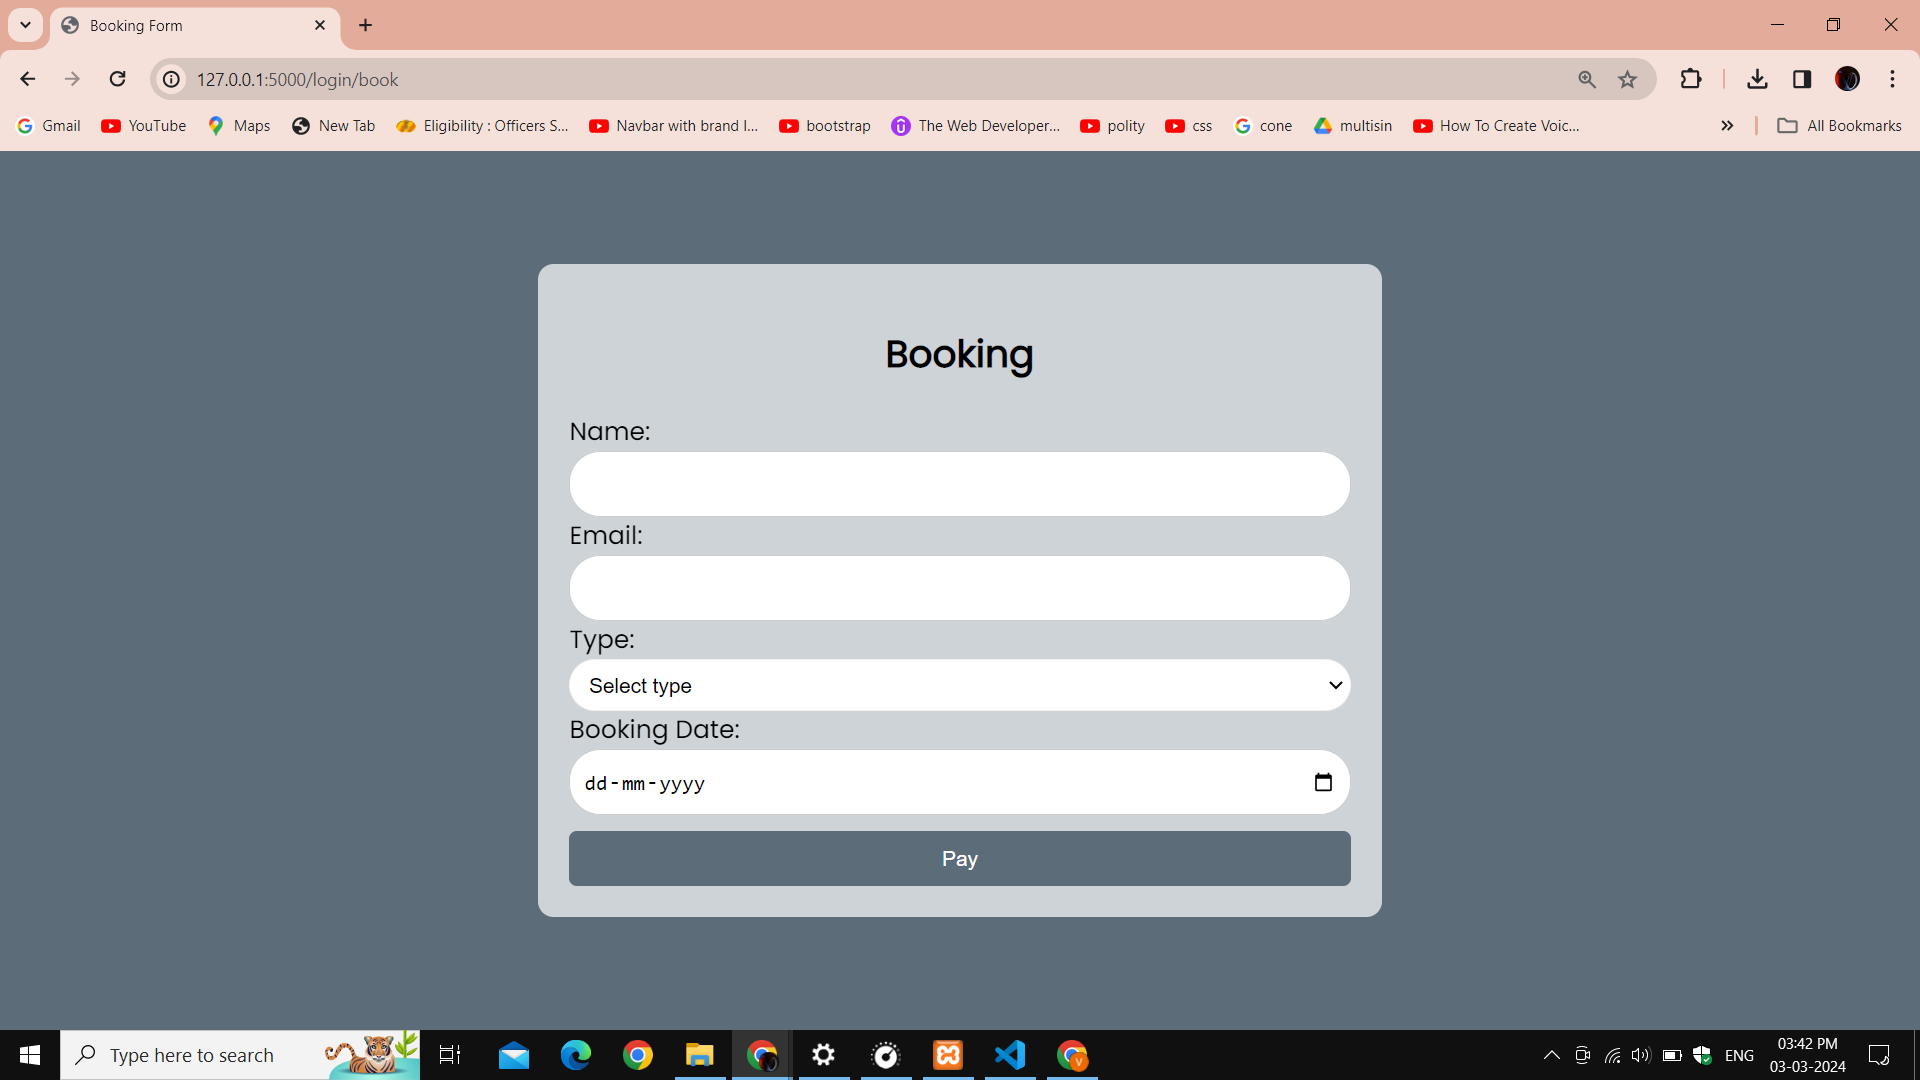 Booking Form
127.0.0.1:5000/login/book
Gmail
YouTube
Maps
New Tab
Eligibility : Officers S...
Navbar with brand I...
bootstrap
The Web Developer...
polity
css
cone
multisin
How To Create Voic...
All Bookmarks
Booking
Name:
Email:
Type:
Select type
Booking Date:
dd-mm-yyyy
Pay
Type here to search
V
ENG
03:42 PM
03-03-2024